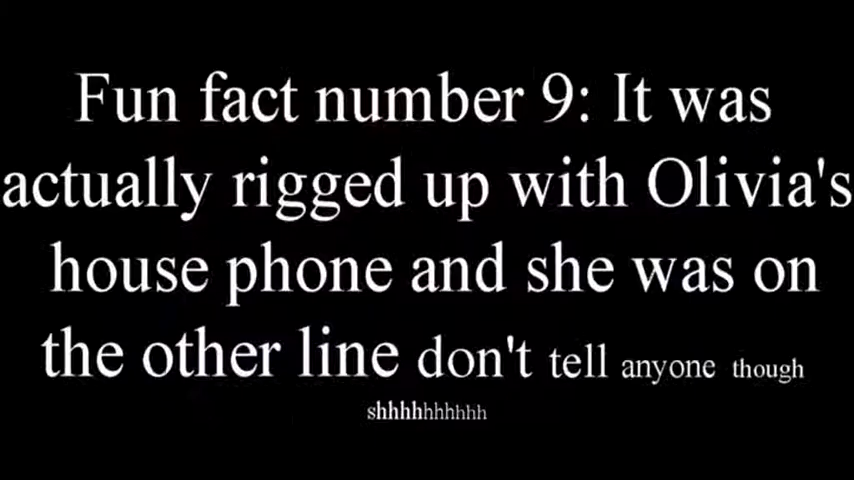 Fun fact number 9: It was
actually rigged up with Olivia's
house phone and she was on
the other line don't tell anyone though
shhhhhhhhhh